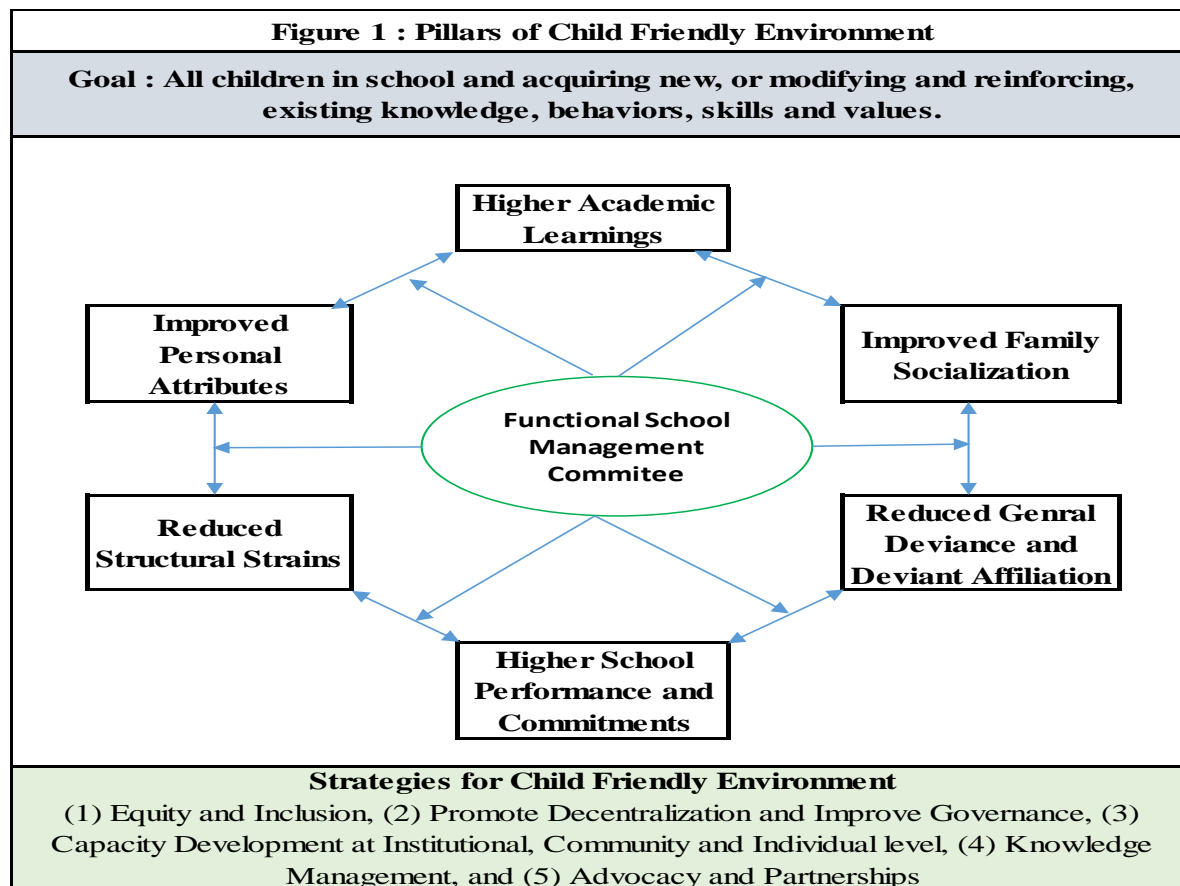 Figure 1 : Pillars of Child Friendly Environment
Goal : All children in school and acquiring new, or modifying and reinforcing,
existing knowledge, behaviors, skills and values.
Higher Academic
Learnings
Improved
Personal
Attributes
Improved Family
Socialization
Functional School
Management
Commitee
Reduced
Structural Strains
Reduced Genral
Deviance and
Deviant Affiliation
Higher School
Performance and
Commitments
Strategies for Child Friendly Environment
(1) Equity and Inclusion, (2) Promote Decentralization and Improve Governance, (3)
Capacity Development at Institutional, Community and Individual level, (4) Knowledge
Management, and (5) Advocacy and Partnerships